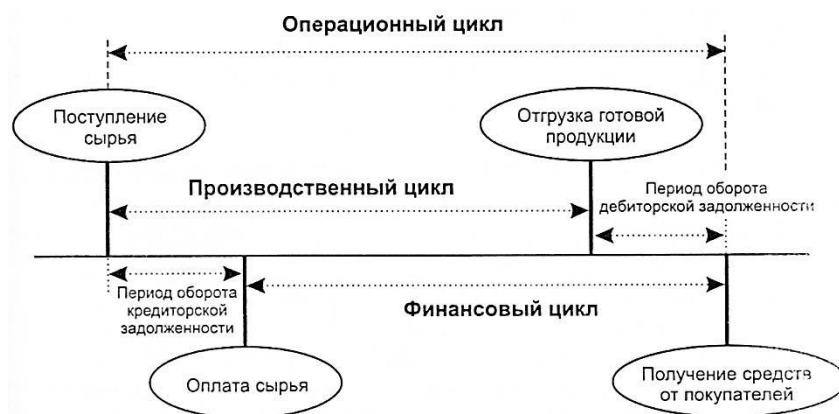 Операционный цикл
Поступление
сырья
Отгрузка готовой
продукции
Производственный цикл
Период оборота
дебиторской задолженности
Период оборота
кредиторской
задолженности
Финансовый цикл
Оплата сырья
Получение средств
от покупателей